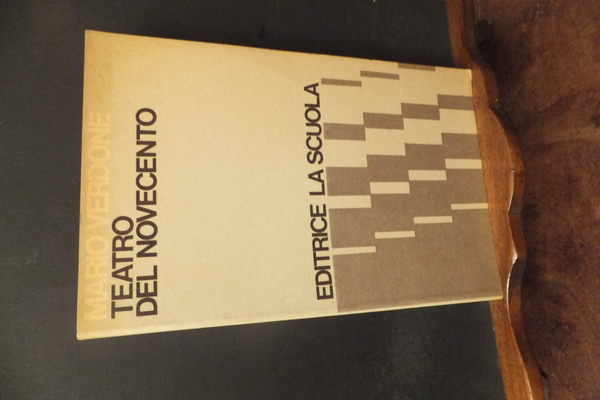 MARIO VERDONE
TEATRO
DEL NOVECENTO
EDITRICE LA SCUOLA